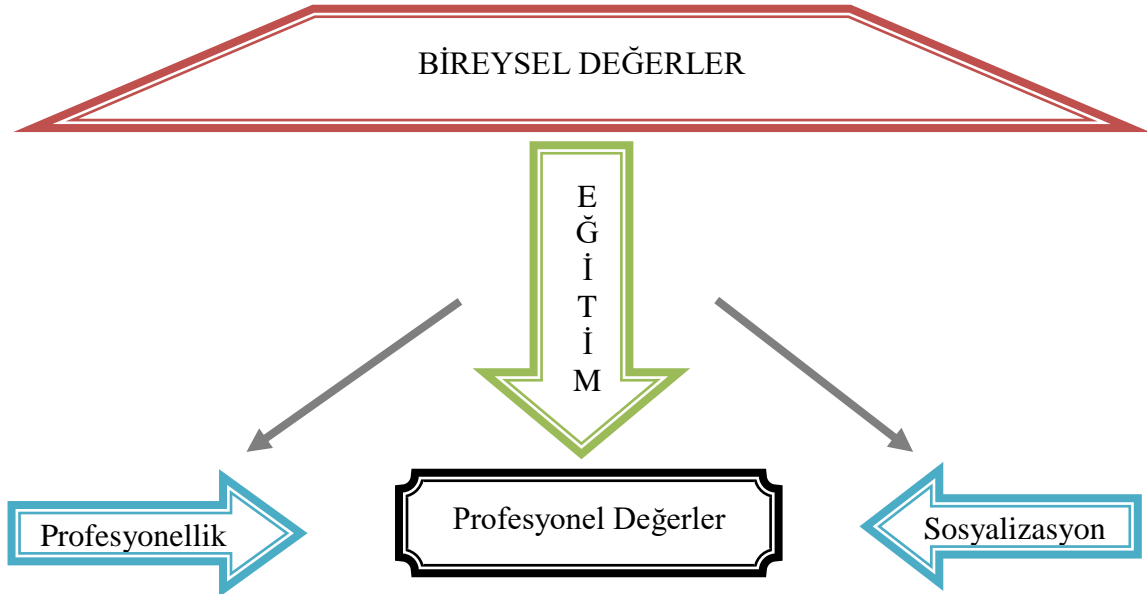 BİREYSEL DEĞERLER
E
Ğ
İ
T
İ
M
Profesyonellik
Profesyonel Değerler
Sosyalizasyon